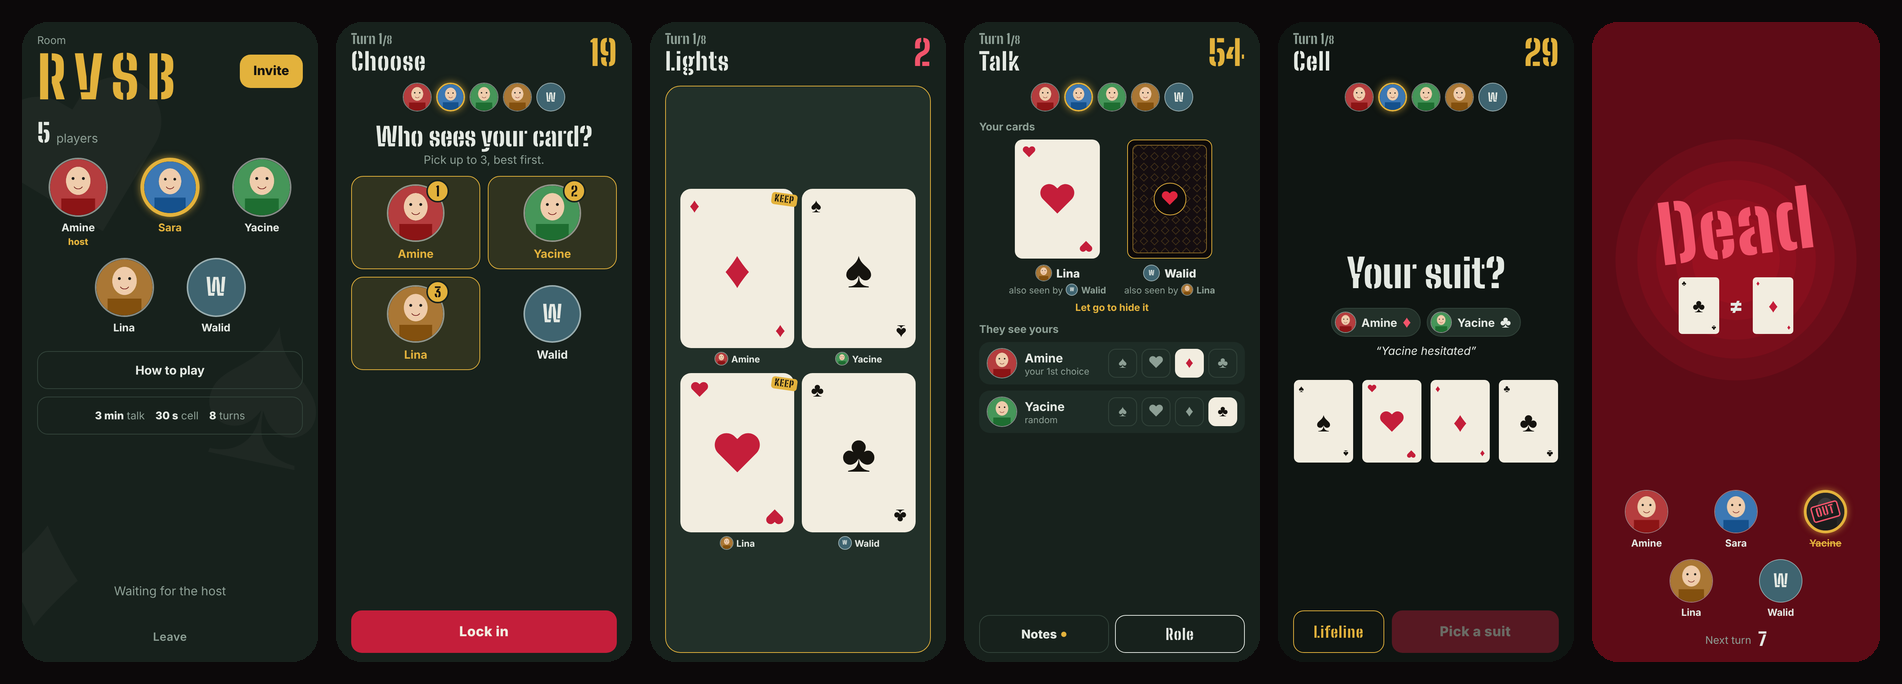 Room
RVSB
Invite
5 players
Amine
host
Sara
Yacine
Lina
W
Walid
How to play
3 min talk 30 s cell 8 turns
Waiting for the host
Leave
Turn 1/8
Choose
19
W
Who sees your card?
Pick up to 3, best first.
1
Amine
2
Yacine
3
Lina
W
Walid
Lock in
Turn 1/8
Lights
2
KEEP
Amine
Yacine
KEEP
Lina
W Walid
Turn 1/8
Talk
54
W
Your cards
Lina
also seen by W Walid
W Walid
also seen by Lina
Let go to hide it
They see yours
Amine
your 1st choice
Yacine
random
Notes
Role
Turn 1/8
Cell
29
W
Your suit?
Amine
Yacine
“Yacine hesitated”
Lifeline
Pick a suit
Dead
≠
Amine
Sara
OUT
Yacine
Lina
W
Walid
Next turn 7